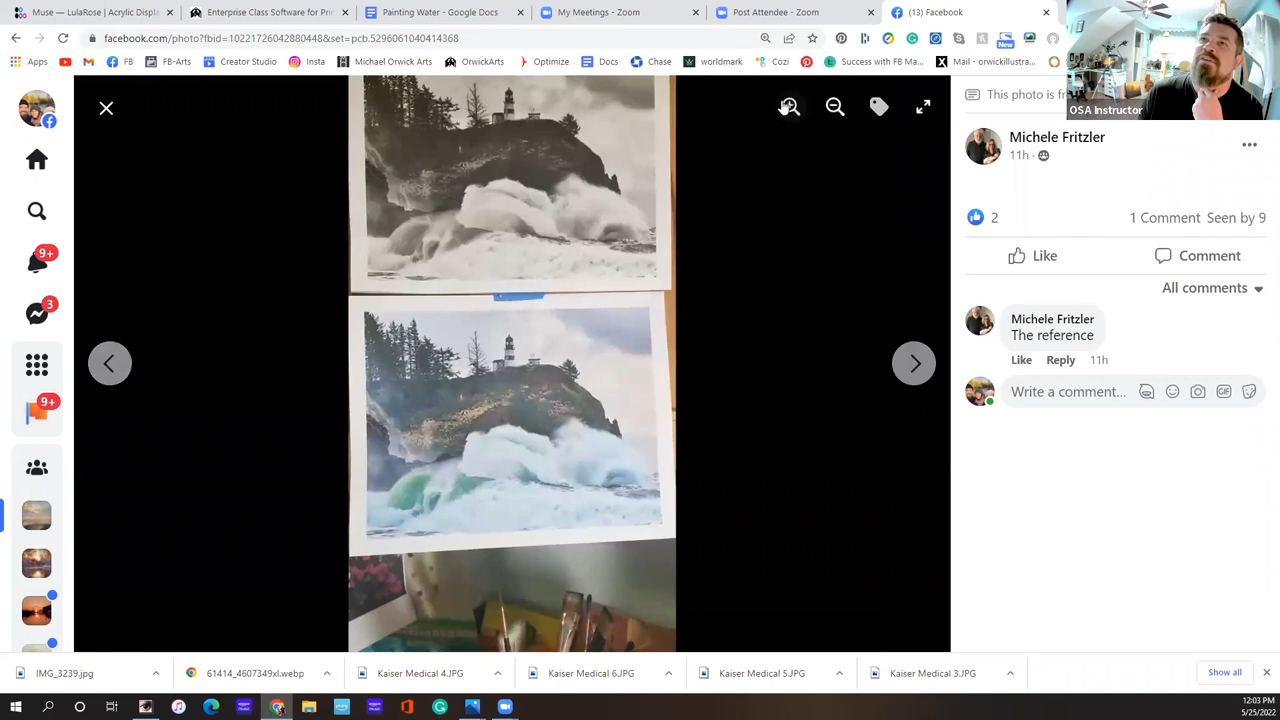 Muse — LulaRose | Acrylic Displa
Enterprise Class Software for Prin
Painting Water - Google Docs
My Meetings - Zoom
Post Attendee - Zoom
(13) Facebook
facebook.com/photo?fbid=10221726042880448&set=pcb.5296061040414368
New
Apps
FB
FB-Arts
Creator Studio
Insta
Michael Orwick Arts
OrwickArts
Optimize
Docs
Chase
worldmark
Cozi
Success with FB Ma...
Mail - orwickillustra...
OSA Instructor
This photo is fr
Michele Fritzler
11h ·
9+
2
1 Comment Seen by 9
Like
Comment
3
All comments
Michele Fritzler
The reference
Like Reply 11h
Write a comment...
GIF
9+
IMG_3239.jpg
61414_4607349xl.webp
Kaiser Medical 4.JPG
Kaiser Medical 6.JPG
Kaiser Medical 5.JPG
Kaiser Medical 3.JPG
Show all
12:03 PM
5/25/2022